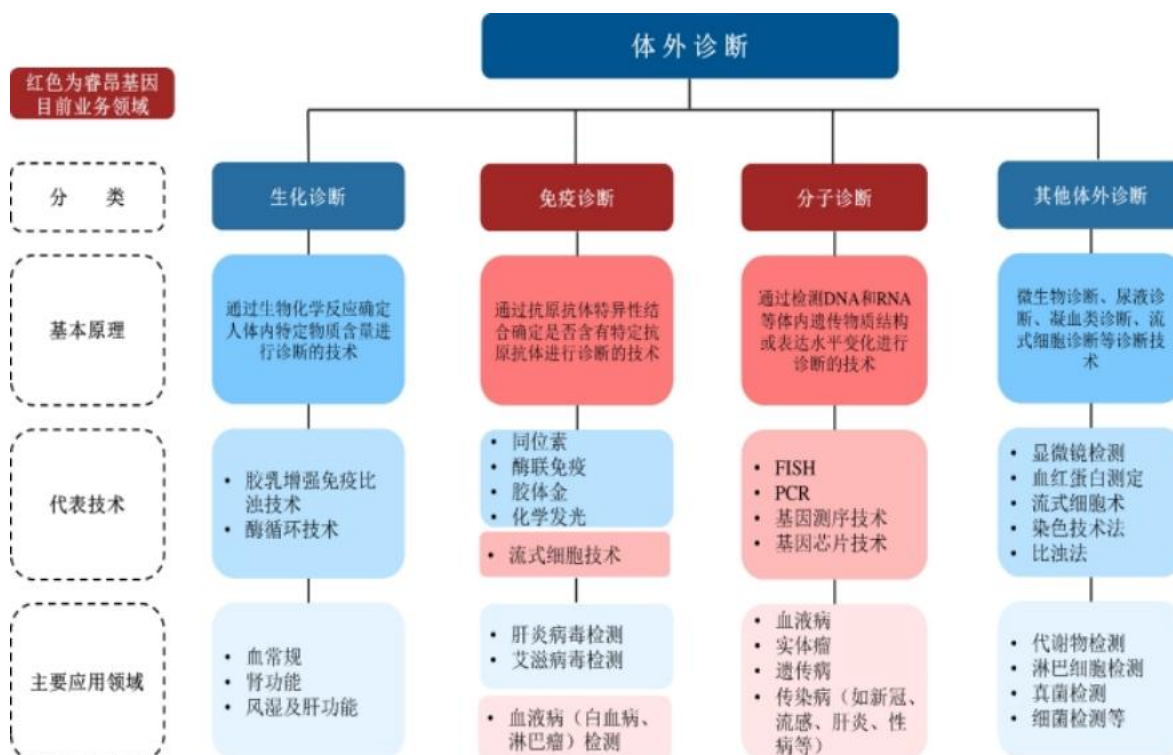 体外诊断
红色为睿昂基因
目前业务领域
分 类
生化诊断
免疫诊断
分子诊断
其他体外诊断
基本原理
通过生物化学反应确定
人体内特定物质含量进
行诊断的技术
通过抗原抗体特异性结
合确定是否含有特定抗
原抗体进行诊断的技术
通过检测DNA和RNA
等体内遗传物质结构
或表达水平变化进行
诊断的技术
微生物诊断、尿液诊
断、凝血类诊断、流
式细胞诊断等诊断技
术
代表技术
• 胶乳增强免疫比
浊技术
• 酶循环技术
• 同位素
• 酶联免疫
• 胶体金
• 化学发光
• 流式细胞技术
• FISH
• PCR
• 基因测序技术
• 基因芯片技术
• 显微镜检测
• 血红蛋白测定
• 流式细胞术
• 染色技术法
• 比浊法
主要应用领域
• 血常规
• 肾功能
• 风湿及肝功能
• 肝炎病毒检测
• 艾滋病毒检测
• 血液病（白血病、
淋巴瘤）检测
• 血液病
• 实体瘤
• 遗传病
• 传染病（如新冠、
流感、肝炎、性
病等）
• 代谢物检测
• 淋巴细胞检测
• 真菌检测
• 细菌检测等